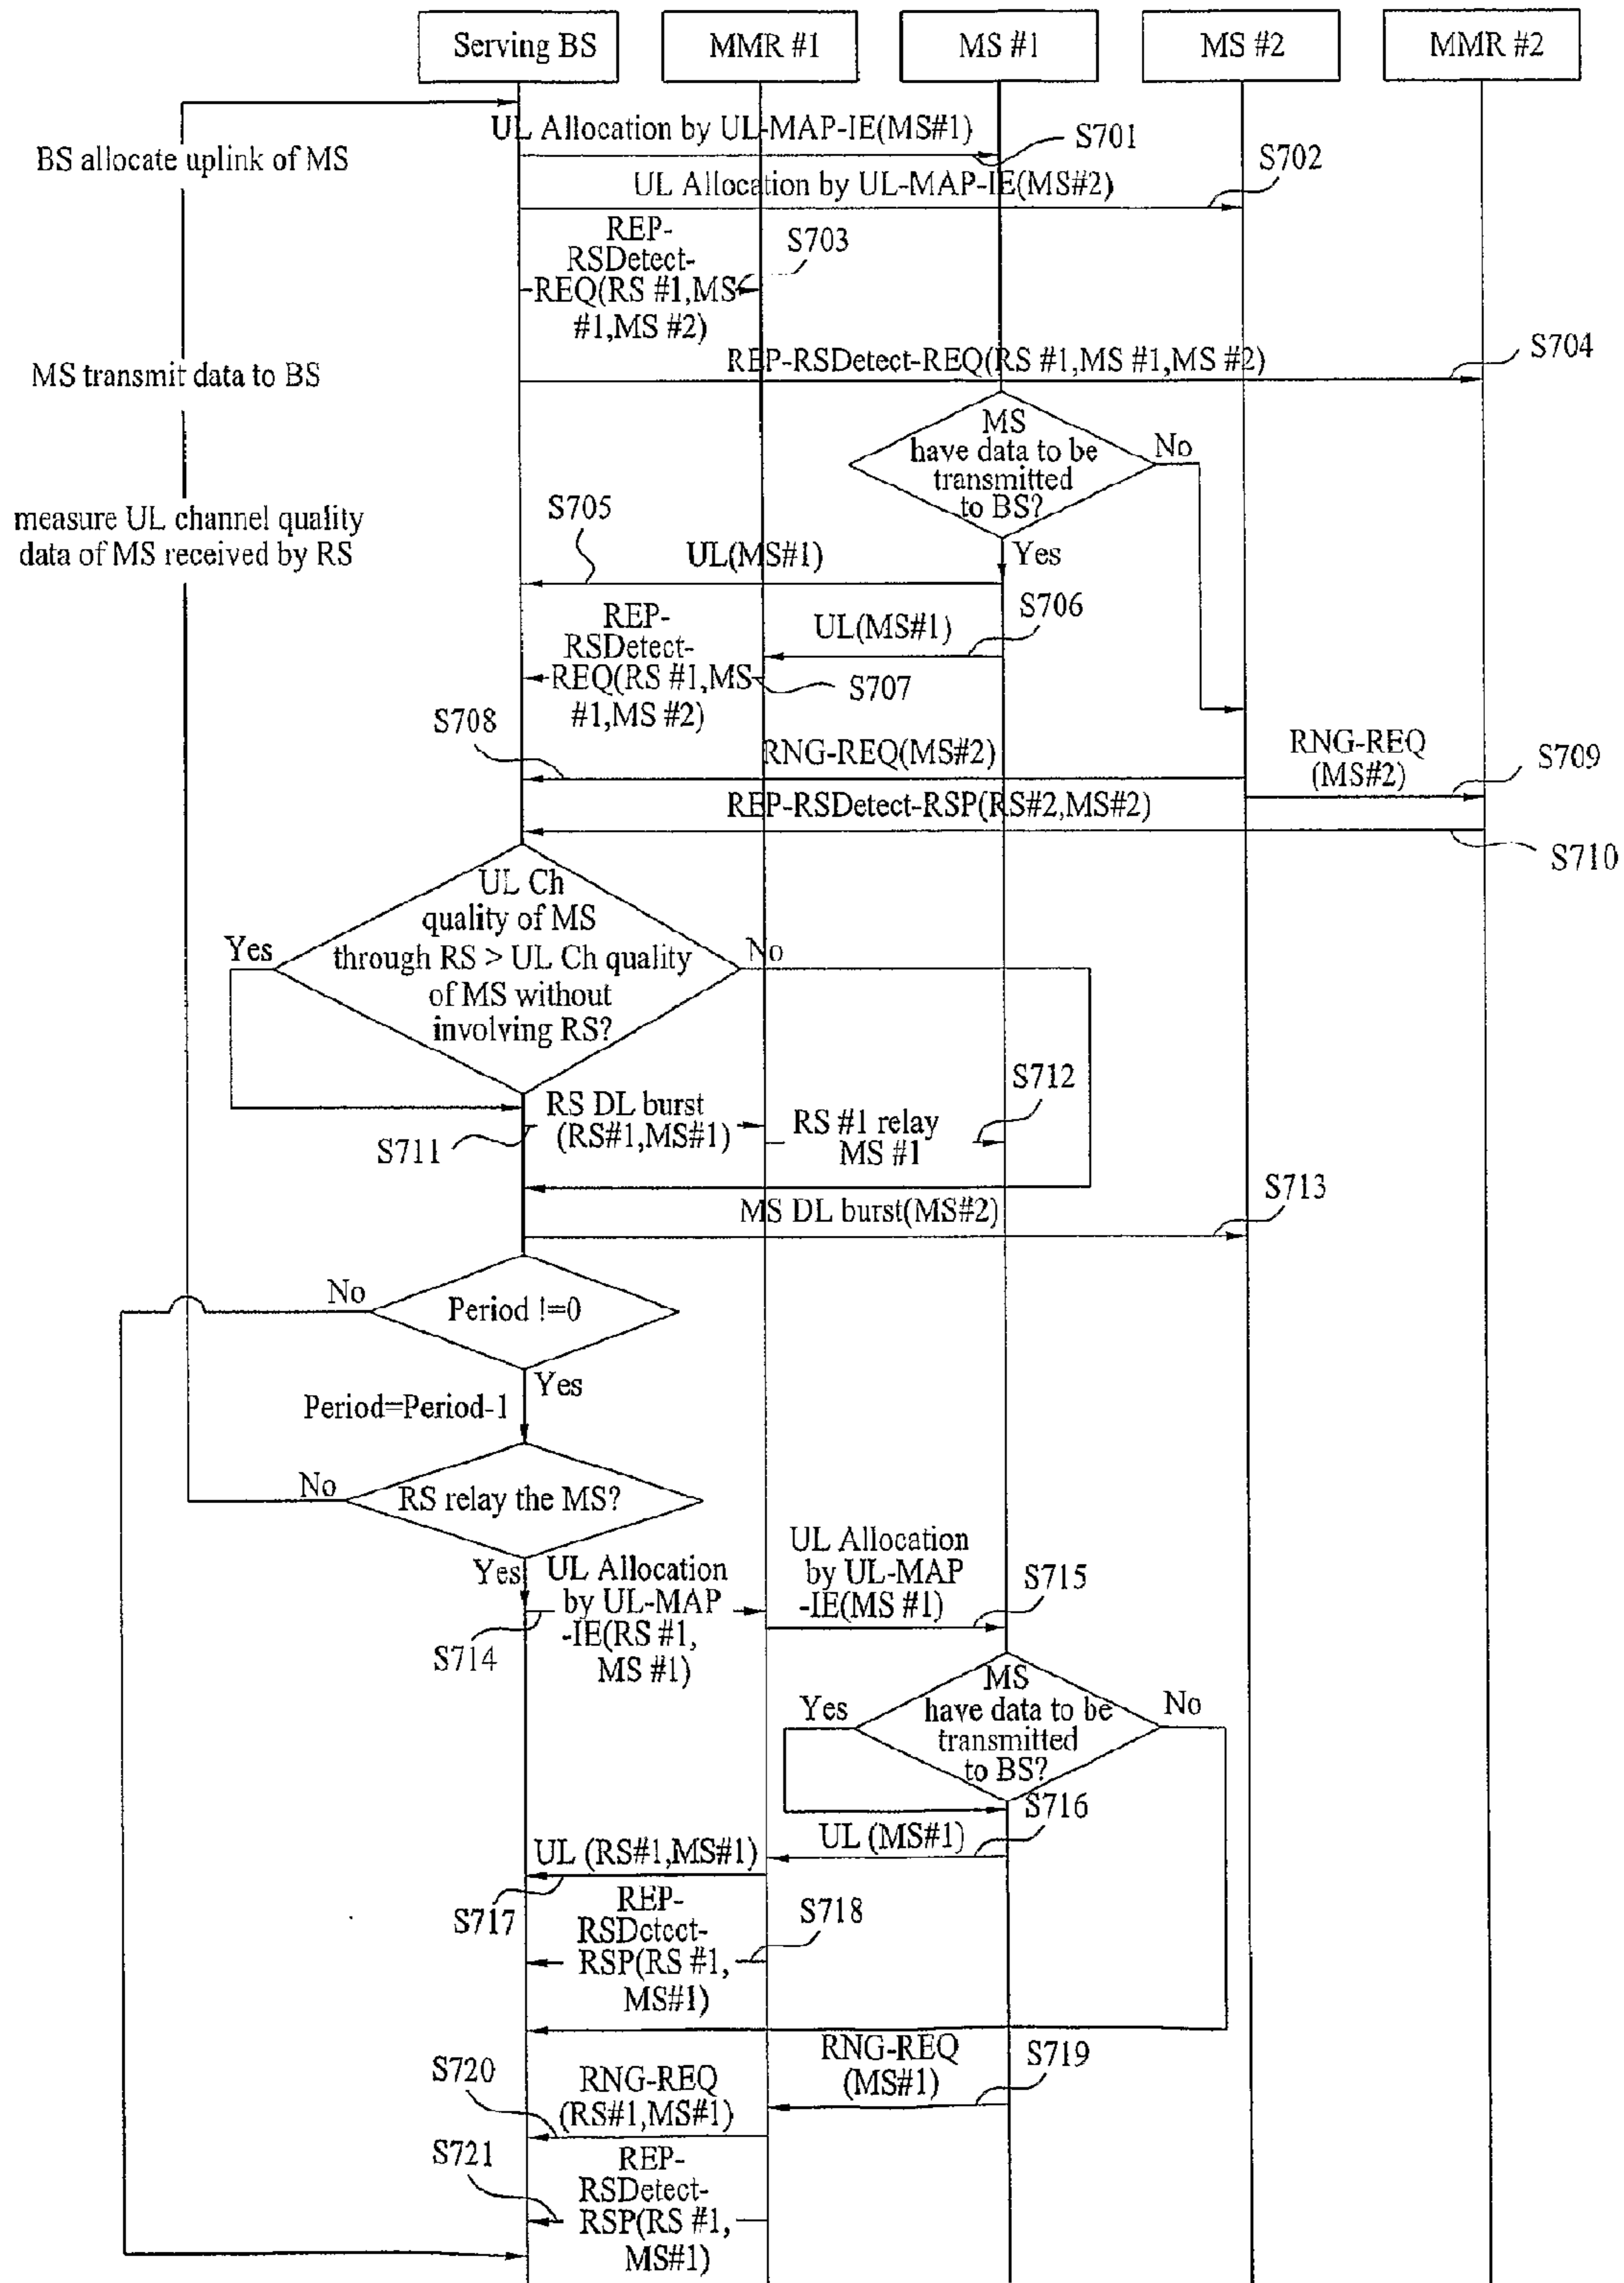 Serving BS
MMR #1
MS #1
MS #2
MMR #2
UL Allocation by UL-MAP-IE(MS#1)
S701
BS allocate uplink of MS
S702
UL Allocation by UL-MAP-IE(MS#2)
REP-
RSDetect-
REQ(RS #1,MS
#1,MS #2)
S703
MS transmit data to BS
REP-RSDetect-REQ(RS #1,MS #1,MS #2)
S704
MS
have data to be
transmitted
to BS?
No
Yes
measure UL channel quality
data of MS received by RS
S705
UL(MS#1)
S706
UL(MS#1)
REP-
RSDetect-
REQ(RS #1,MS
#1,MS #2)
S707
S708
RNG-REQ(MS#2)
RNG-REQ
(MS#2)
S709
REP-RSDetect-RSP(RS#2,MS#2)
S710
UL Ch
quality of MS
through RS > UL Ch quality
of MS without
involving RS?
Yes
No
S712
RS DL burst
(RS#1,MS#1)
S711
RS #1 relay
MS #1
S713
MS DL burst(MS#2)
No
Period !=0
Yes
Period=Period-1
No
RS relay the MS?
Yes
UL Allocation
by UL-MAP
-IE(RS #1,
MS #1)
S714
UL Allocation
by UL-MAP
-IE(MS #1)
S715
MS
have data to be
transmitted
to BS?
Yes
No
S716
UL (MS#1)
UL (RS#1,MS#1)
S717
REP-
RSDetect-
RSP(RS #1,
MS#1)
S718
RNG-REQ
(MS#1)
S719
S720
RNG-REQ
(RS#1,MS#1)
S721
REP-
RSDetect-
RSP(RS #1,
MS#1)